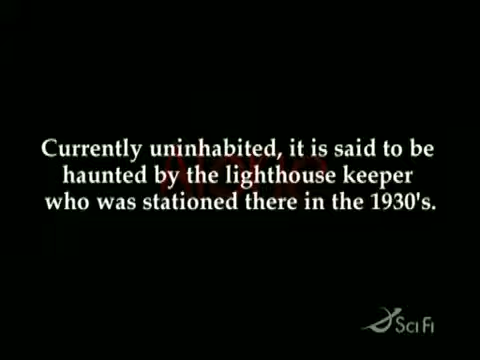 Currently uninhabited, it is said to be
haunted by the lighthouse keeper
who was stationed there in the 1930's.
SciFi